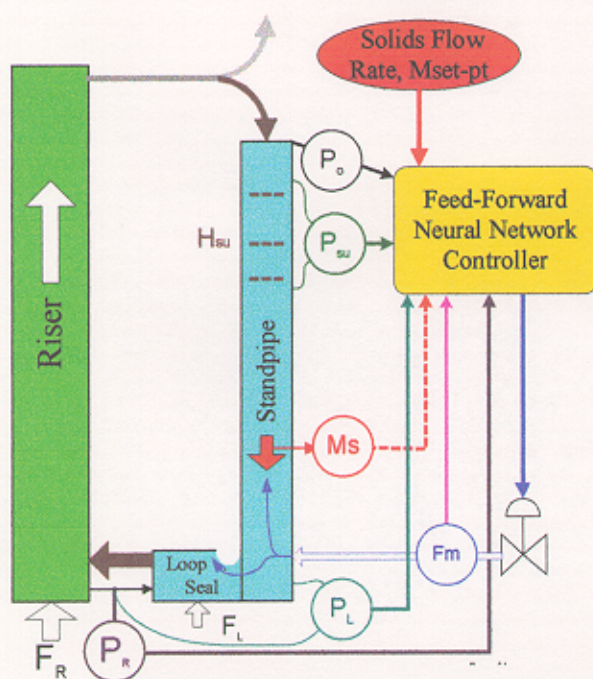 Solids Flow
Rate, Mset-pt
Po
Feed-Forward
Neural Network
Controller
Hsu
Psu
Riser
Standpipe
Ms
Loop
Seal
Fm
FL
PL
FR
PR